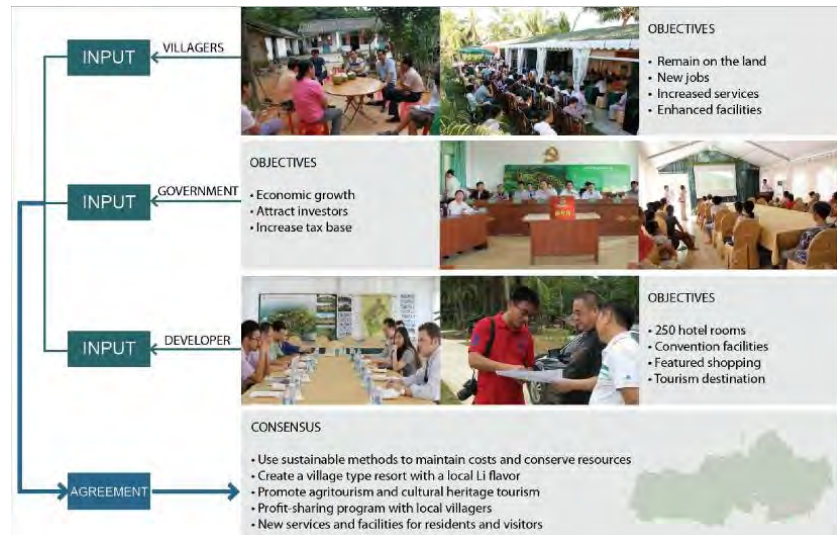 INPUT
VILLAGERS
OBJECTIVES
• Remain on the land
• New jobs
• Increased services
• Enhanced facilities
INPUT
GOVERNMENT
OBJECTIVES
• Economic growth
• Attract investors
• Increase tax base
INPUT
DEVELOPER
OBJECTIVES
• 250 hotel rooms
• Convention facilities
• Featured shopping
• Tourism destination
AGREEMENT
CONSENSUS
• Use sustainable methods to maintain costs and conserve resources
• Create a village type resort with a local Li flavor
• Promote agritourism and cultural heritage tourism
• Profit-sharing program with local villagers
• New services and facilities for residents and visitors